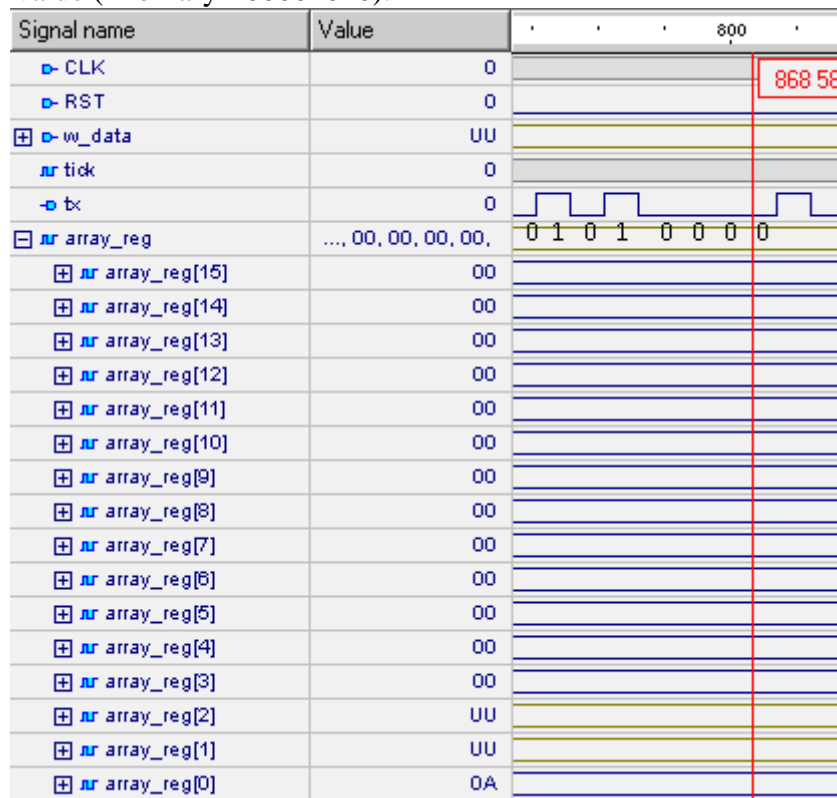 Signal name Value 800
CLK 0 868 58
RST 0
w_data UU
tick 0
tx 0
array_reg ..., 00, 00, 00, 00, 0 1 0 1 0 0 0 0
array_reg[15] 00
array_reg[14] 00
array_reg[13] 00
array_reg[12] 00
array_reg[11] 00
array_reg[10] 00
array_reg[9] 00
array_reg[8] 00
array_reg[7] 00
array_reg[6] 00
array_reg[5] 00
array_reg[4] 00
array_reg[3] 00
array_reg[2] UU
array_reg[1] UU
array_reg[0] 0A